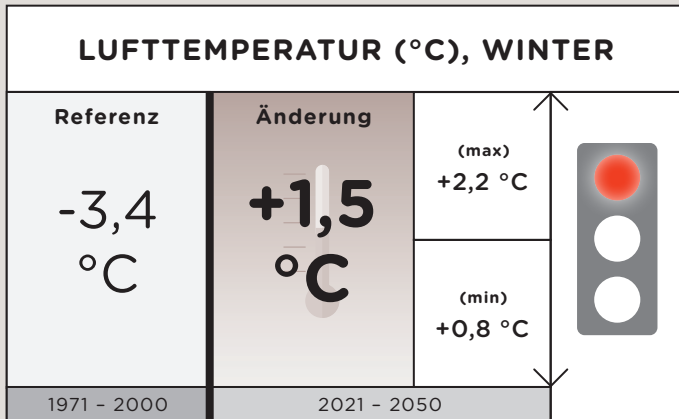 LUFTTEMPERATUR (°C), WINTER
Referenz
-3,4
°C
Änderung
+1,5
°C
(max)
+2,2 °C
(min)
+0,8 °C
1971 – 2000
2021 – 2050